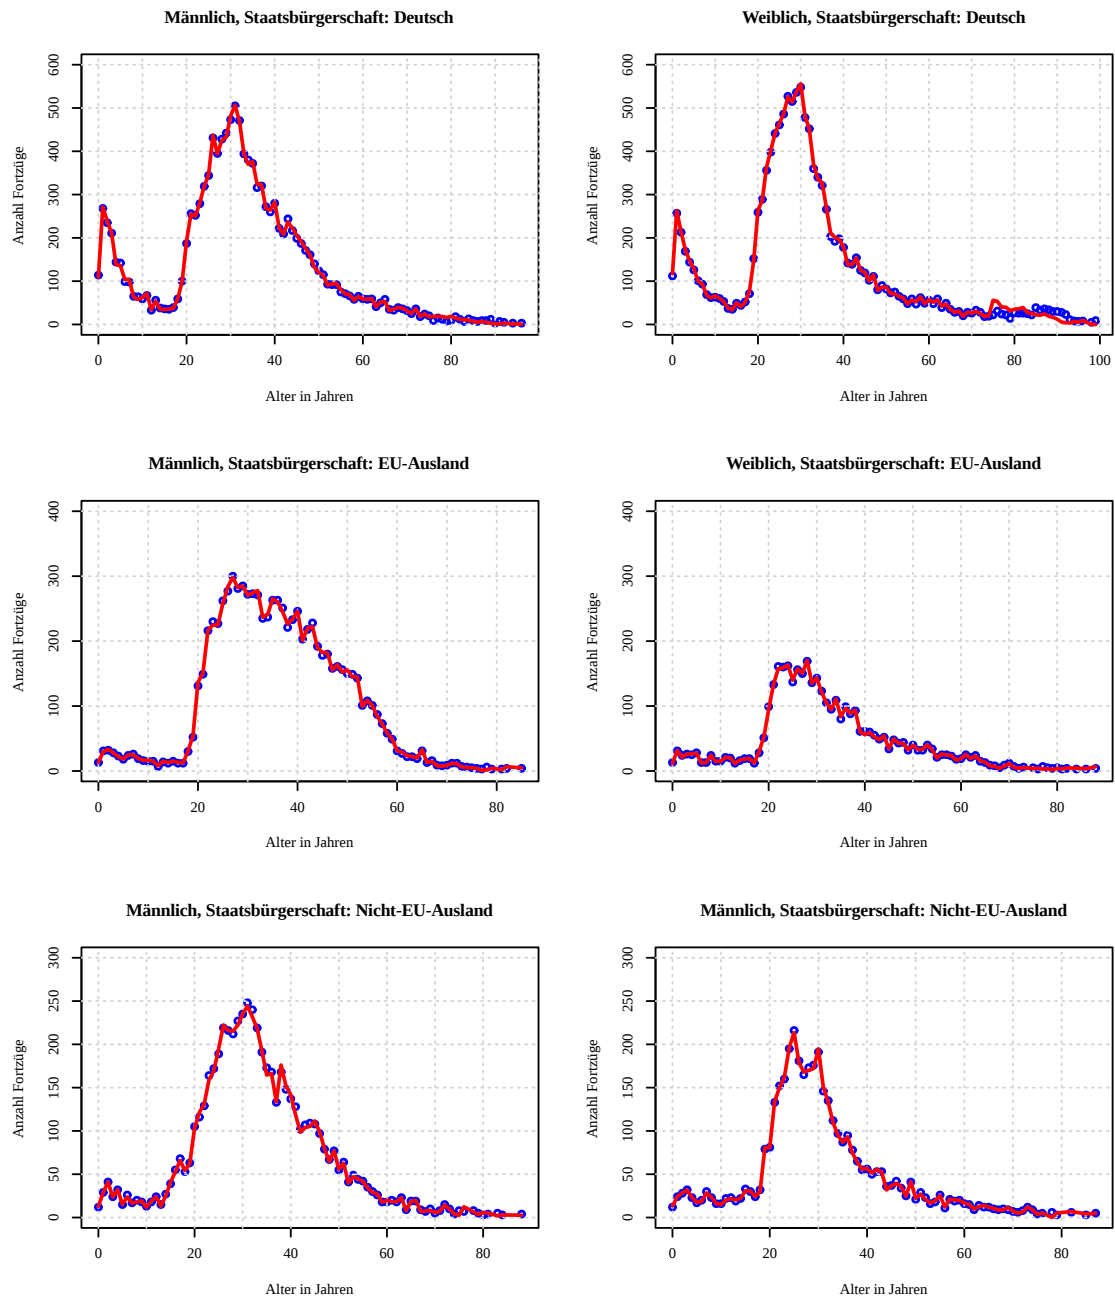 Männlich, Staatsbürgerschaft: Deutsch
Anzahl Fortzüge
600
500
400
300
200
100
0
0 20 40 60 80
Alter in Jahren
Weiblich, Staatsbürgerschaft: Deutsch
Anzahl Fortzüge
600
500
400
300
200
100
0
0 20 40 60 80 100
Alter in Jahren
Männlich, Staatsbürgerschaft: EU-Ausland
Anzahl Fortzüge
400
300
200
100
0
0 20 40 60 80
Alter in Jahren
Weiblich, Staatsbürgerschaft: EU-Ausland
Anzahl Fortzüge
400
300
200
100
0
0 20 40 60 80
Alter in Jahren
Männlich, Staatsbürgerschaft: Nicht-EU-Ausland
Anzahl Fortzüge
300
250
200
150
100
50
0
0 20 40 60 80
Alter in Jahren
Männlich, Staatsbürgerschaft: Nicht-EU-Ausland
Anzahl Fortzüge
300
250
200
150
100
50
0
0 20 40 60 80
Alter in Jahren